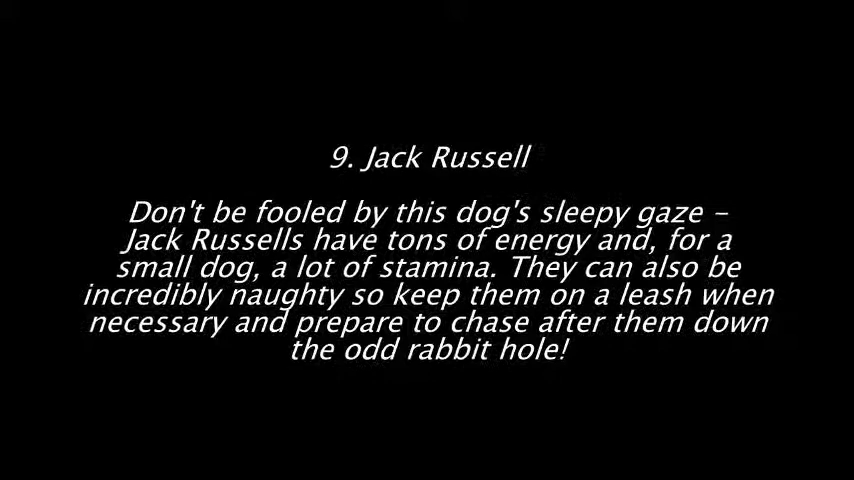 9. Jack Russell
Don't be fooled by this dog's sleepy gaze –
Jack Russells have tons of energy and, for a
small dog, a lot of stamina. They can also be
incredibly naughty so keep them on a leash when
necessary and prepare to chase after them down
the odd rabbit hole!